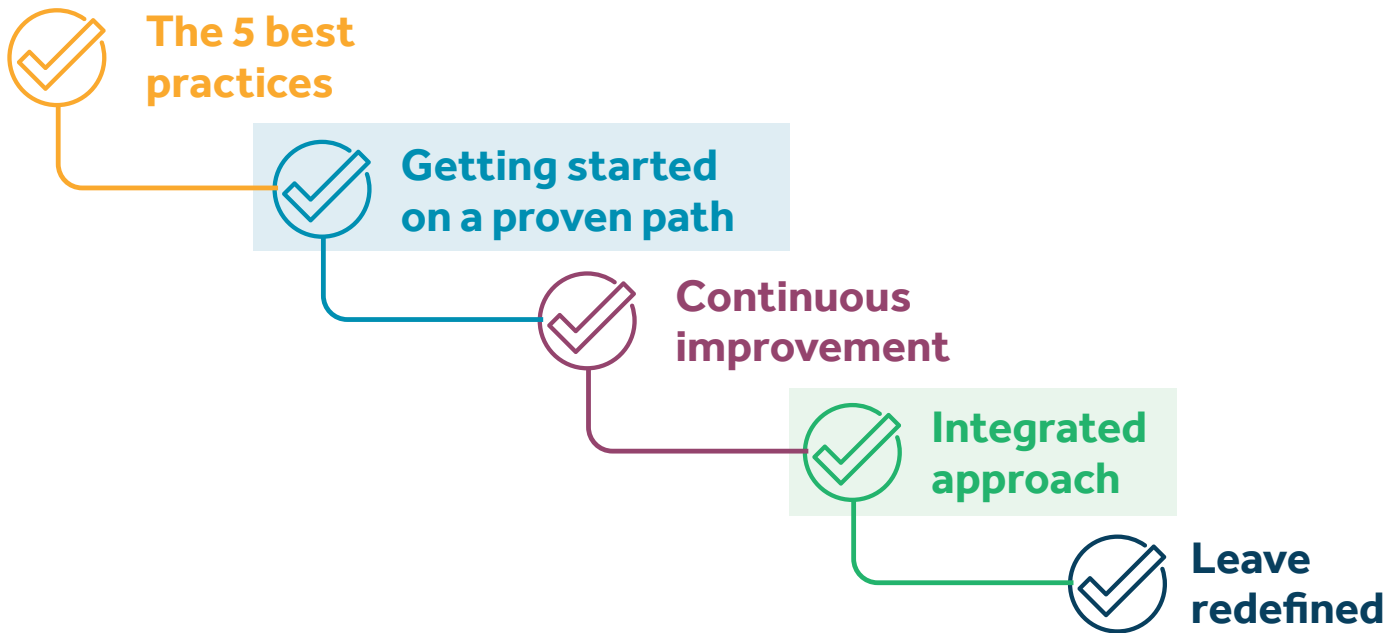 The 5 best
practices
Getting started
on a proven path
Continuous
improvement
Integrated
approach
Leave
redefined